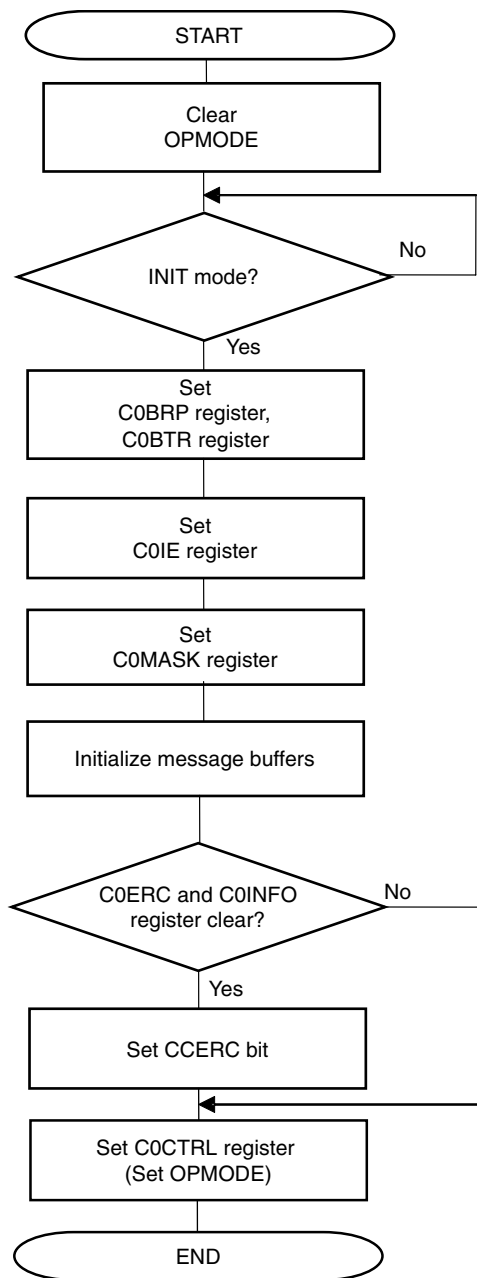 START
Clear
OPMODE
INIT mode?
No
Yes
Set
C0BRP register,
C0BTR register
Set
C0IE register
Set
C0MASK register
Initialize message buffers
C0ERC and C0INFO
register clear?
No
Yes
Set CCERC bit
Set C0CTRL register
(Set OPMODE)
END